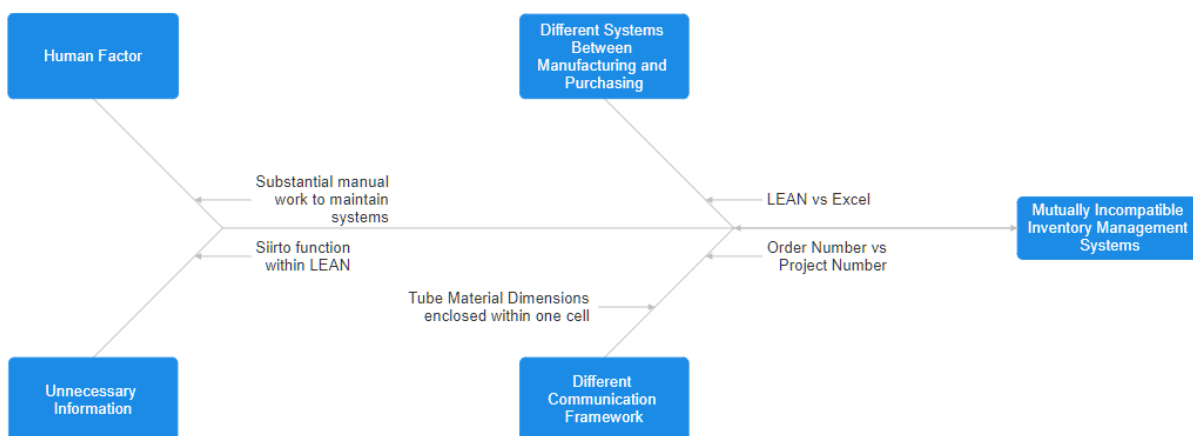 Human Factor
Different Systems
Between
Manufacturing and
Purchasing
Substantial manual
work to maintain
systems
LEAN vs Excel
Mutually Incompatible
Inventory Management
Systems
Siirto function
within LEAN
Order Number vs
Project Number
Tube Material Dimensions
enclosed within one cell
Unnecessary
Information
Different
Communication
Framework